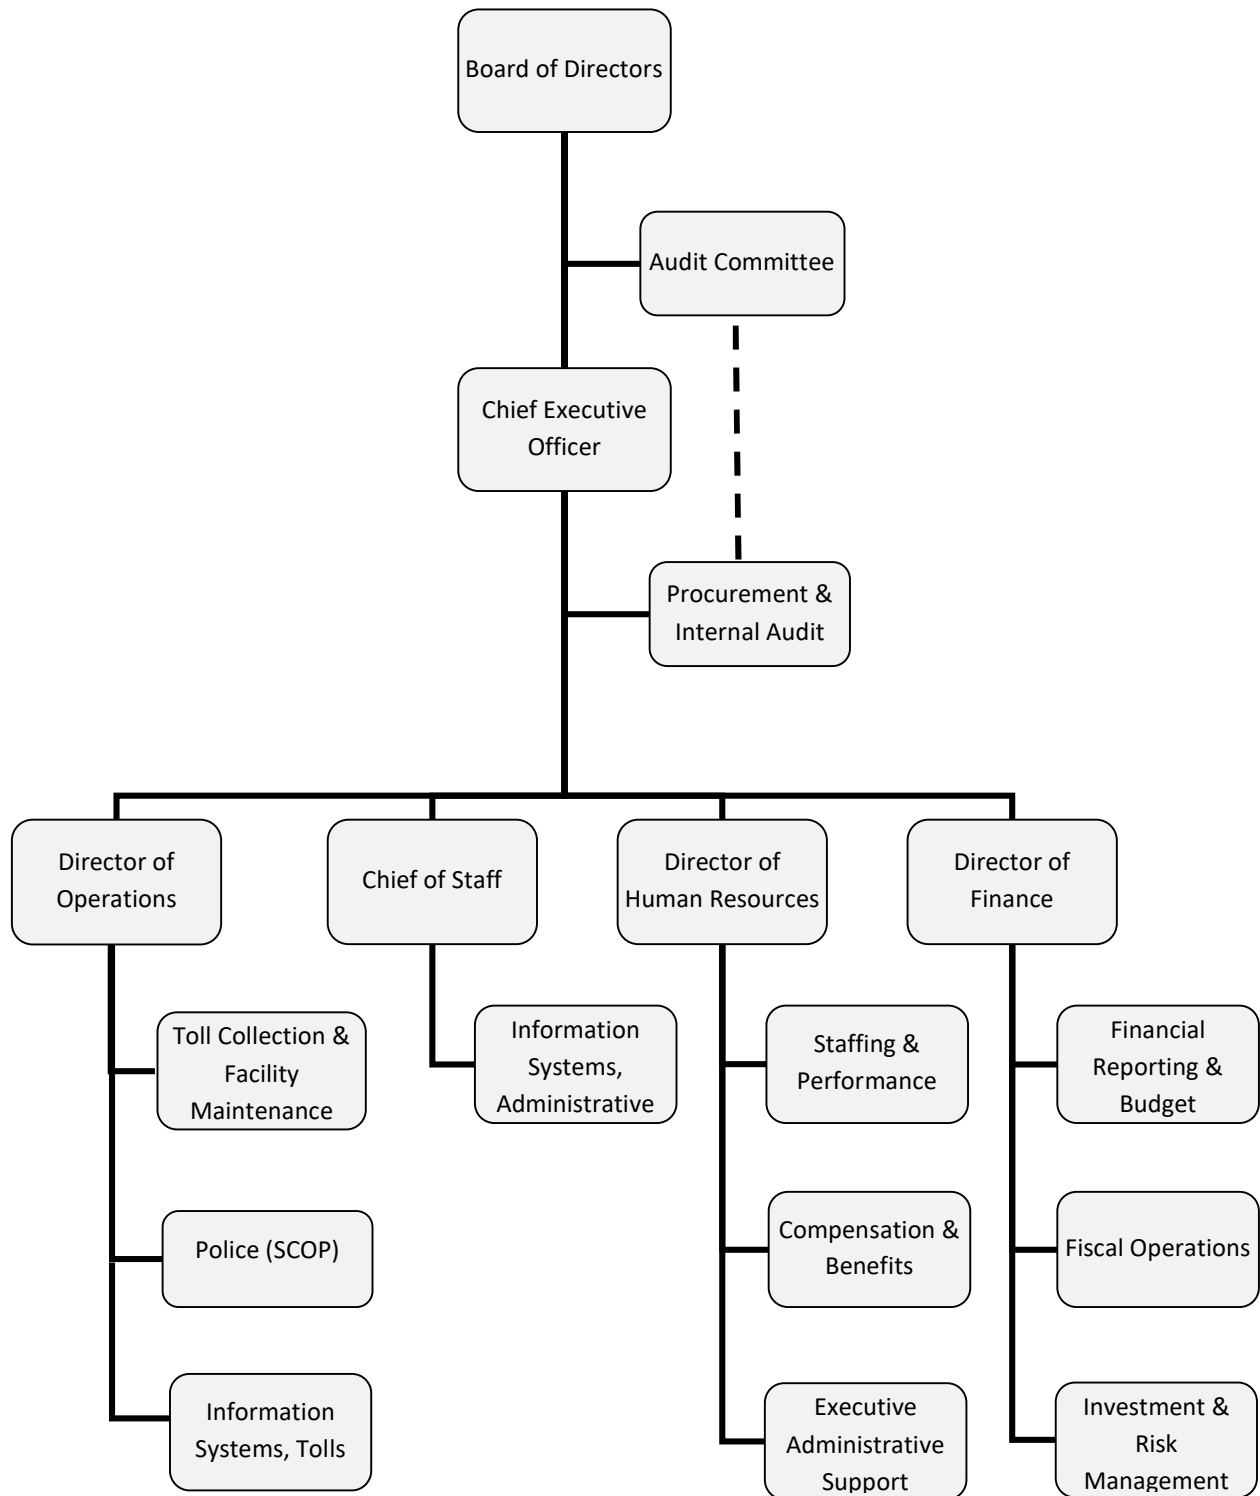 Board of Directors
Audit Committee
Chief Executive
Officer
Procurement &
Internal Audit
Director of
Operations
Chief of Staff
Director of
Human Resources
Director of
Finance
Toll Collection &
Facility
Maintenance
Police (SCOP)
Information
Systems, Tolls
Information
Systems,
Administrative
Staffing &
Performance
Compensation &
Benefits
Executive
Administrative
Support
Financial
Reporting &
Budget
Fiscal Operations
Investment &
Risk
Management